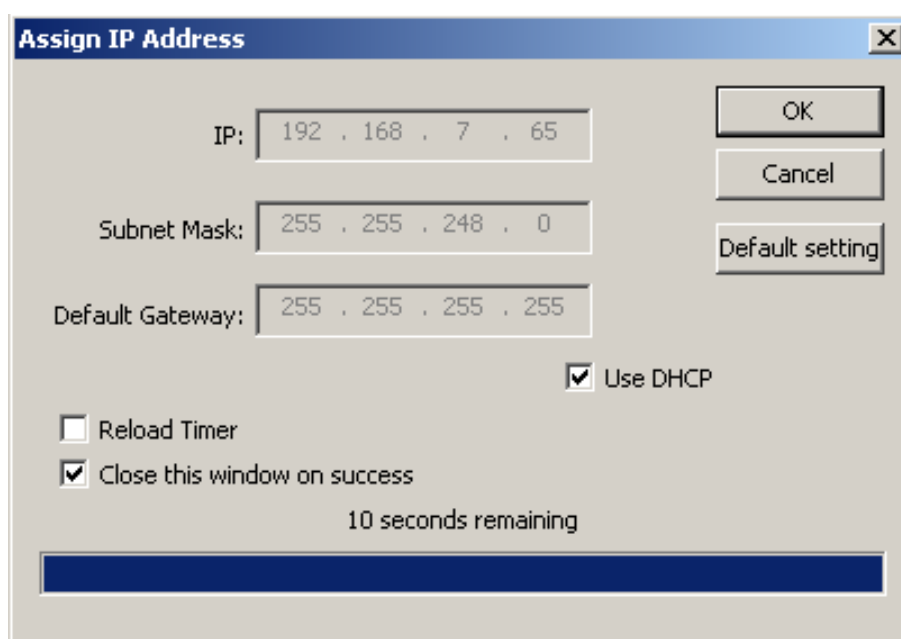 Assign IP Address
IP: 192 . 168 . 7 . 65
OK
Cancel
Subnet Mask: 255 . 255 . 248 . 0
Default setting
Default Gateway: 255 . 255 . 255 . 255
Use DHCP
Reload Timer
Close this window on success
10 seconds remaining